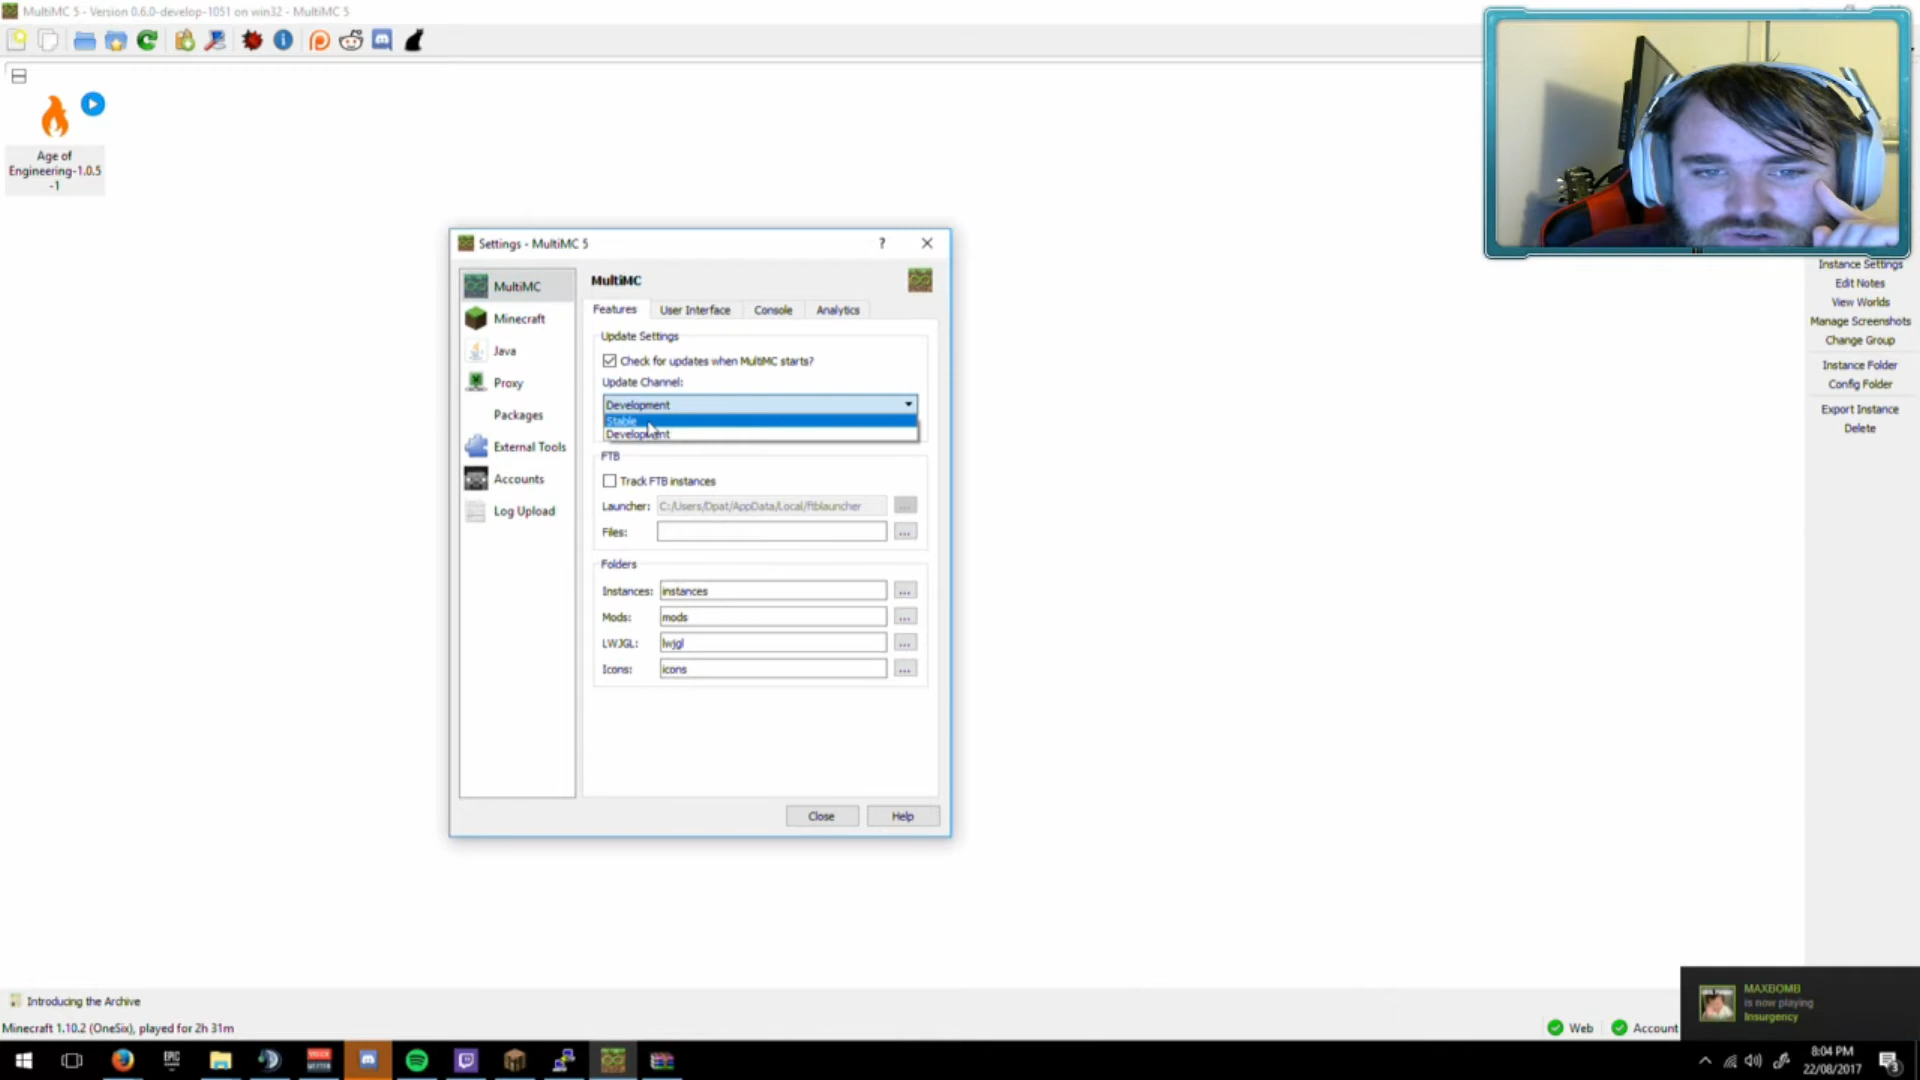 MultiMC 5 - Version 0.6.0-develop-1051 on win32 - MultiMC 5
Age of
Engineering-1.0.5
-1
Settings - MultiMC 5
?
MultiMC
Minecraft
Java
Proxy
Packages
External Tools
Accounts
Log Upload
MultiMC
Features
User Interface
Console
Analytics
Update Settings
Check for updates when MultiMC starts?
Update Channel:
Development
Stable
Development
FTB
Track FTB instances
Launcher: C:/Users/Dpat/AppData/Local/ftblauncher ...
Files: ...
Folders
Instances: instances ...
Mods: mods ...
LWJGL: lwjgl ...
Icons: icons ...
Close
Help
Instance Settings
Edit Notes
View Worlds
Manage Screenshots
Change Group
Instance Folder
Config Folder
Export Instance
Delete
MAXBOMB
is now playing
Insurgency
Introducing the Archive
Minecraft 1.10.2 (OneSix), played for 2h 31m
Web
Account
EPIC
8:04 PM
22/08/2017
3